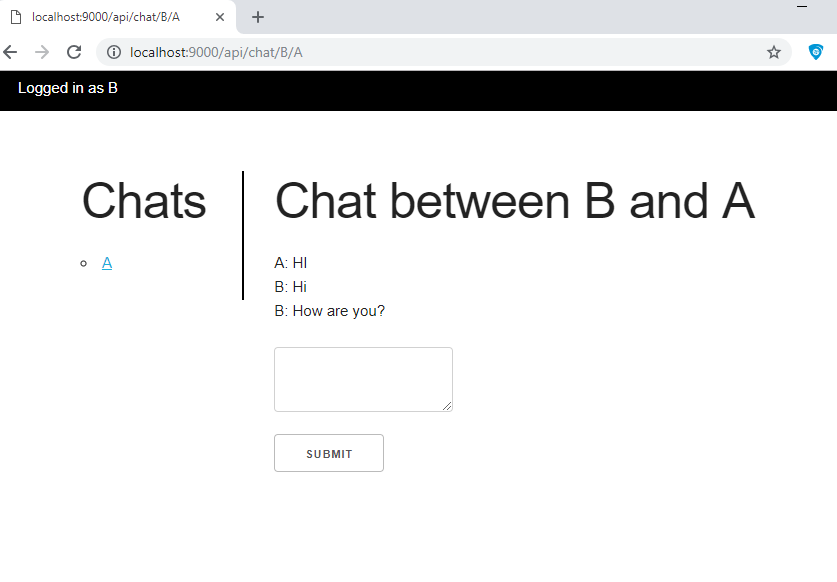 localhost:9000/api/chat/B/A
localhost:9000/api/chat/B/A
Logged in as B
Chats
A
Chat between B and A
A: HI
B: Hi
B: How are you?
SUBMIT